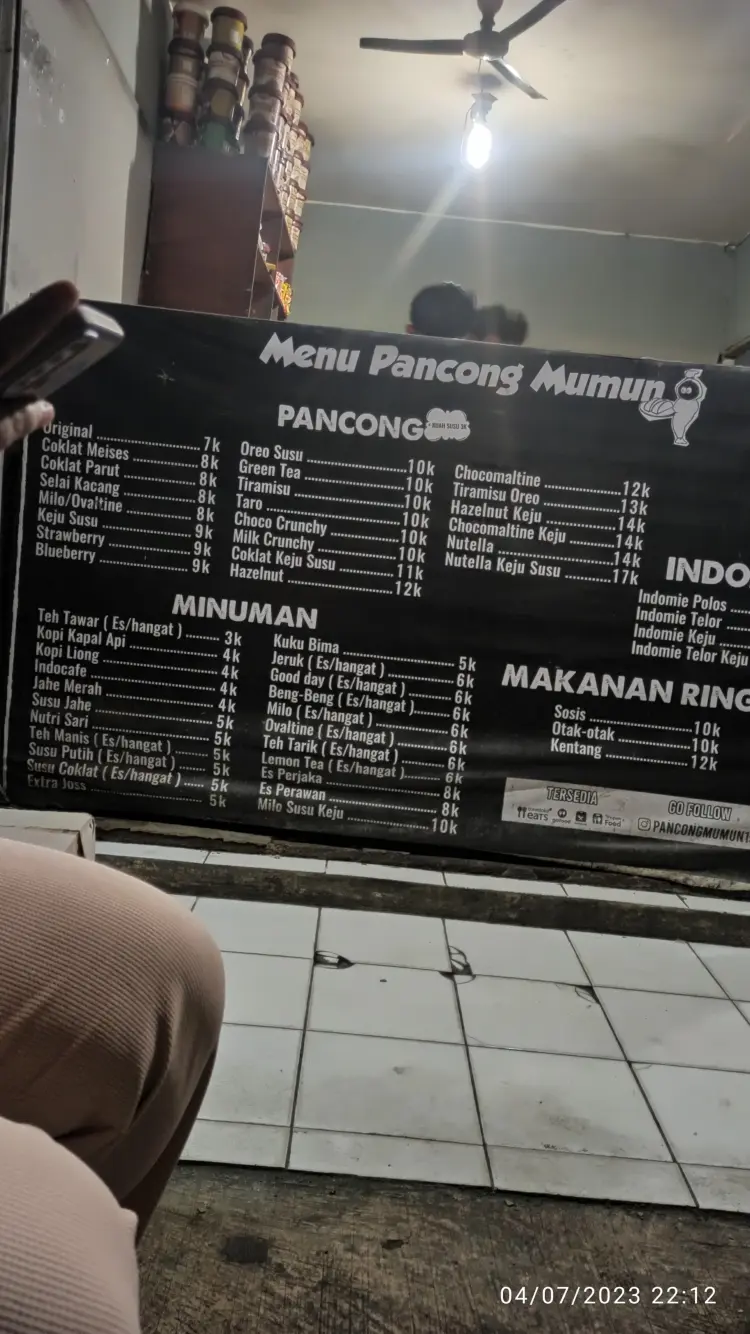 Menu Pancong Mumun
PANCONG
Original 7k
Coklat Meises 8k
Coklat Parut 8k
Selai Kacang 8k
Milo/Ovaltine 8k
Keju Susu 9k
Strawberry 9k
Blueberry 9k
Oreo Susu 10k
Green Tea 10k
Tiramisu 10k
Taro 10k
Choco Crunchy 10k
Milk Crunchy 10k
Coklat Keju Susu 11k
Hazelnut 12k
Chocomaltine 12k
Tiramisu Oreo 13k
Hazelnut Keju 14k
Chocomaltine Keju 14k
Nutella 14k
Nutella Keju Susu 17k
INDO
Indomie Polos
Indomie Telor
Indomie Keju
Indomie Telor Keju
MINUMAN
Teh Tawar ( Es/hangat ) 3k
Kopi Kapal Api 4k
Kopi Liong 4k
Indocafe 4k
Jahe Merah 4k
Susu Jahe 5k
Nutri Sari 5k
Teh Manis ( Es/hangat ) 5k
Susu Putih ( Es/hangat ) 5k
Susu Coklat ( Es/hangat ) 5k
Extra Joss 5k
Kuku Bima 5k
Jeruk ( Es/hangat ) 6k
Good day ( Es/hangat ) 6k
Beng-Beng ( Es/hangat ) 6k
Milo ( Es/hangat ) 6k
Ovaltine ( Es/hangat ) 6k
Teh Tarik ( Es/hangat ) 6k
Lemon Tea ( Es/hangat ) 6k
Es Perjaka 8k
Es Perawan 8k
Milo Susu Keju 10k
MAKANAN RING
Sosis 10k
Otak-otak 10k
Kentang 12k
TERSEDIA
GO FOLLOW
PANCONGMUMUN
04/07/2023 22:12